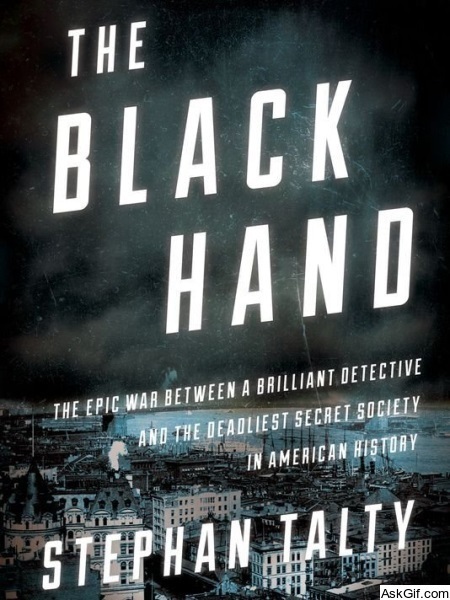 THE
BLACK
HAND
THE EPIC WAR BETWEEN A BRILLIANT DETECTIVE
AND THE DEADLIEST SECRET SOCIETY
IN AMERICAN HISTORY
STEPHAN TALTY
AskGif.com